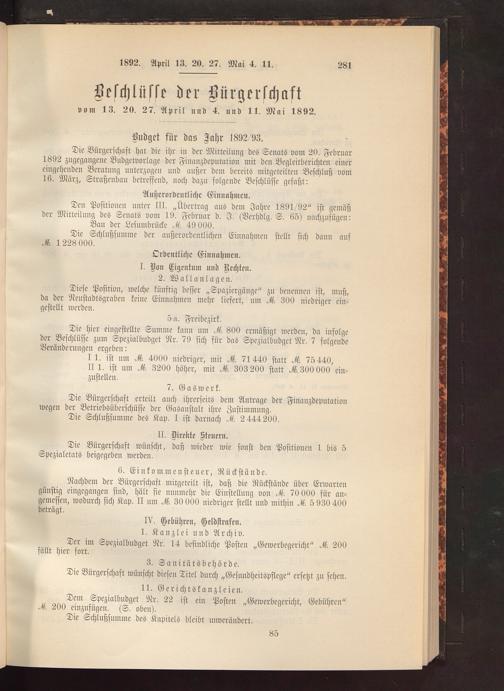 1892. April 13. 20. 27. Mai 4. 11. 281
Beschlüsse der Bürgerschaft
vom 13. 20. 27. April und 4. und 11. Mai 1892.
Budget für das Jahr 1892/93.
Die Bürgerschaft hat die ihr in der Mitteilung des Senats vom 20. Februar
1892 zugegangene Budgetvorlage der Finanzdeputation mit den Begleitberichten einer
eingehenden Beratung unterzogen und außer dem bereits mitgeteilten Beschluß vom
16. März, Straßenbau betreffend, noch dazu folgende Beschlüsse gefaßt:
Außerordentliche Einnahmen.
Den Positionen unter III. „Übertrag aus dem Jahre 1891/92“ ist gemäß
der Mitteilung des Senats vom 19. Februar d. J. (Verhdlg. S. 65) nachzufügen:
Bau der Lesumbrücke ℳ 49 000.
Die Schlußsumme der außerordentlichen Einnahmen stellt sich dann auf
ℳ 1 228 000.
Ordentliche Einnahmen.
I. Von Eigentum und Rechten.
2. Wallanlagen.
Diese Position, welche künftig besser „Spaziergänge“ zu benennen ist, muß,
da der Neustadtsgraben keine Einnahmen mehr liefert, um ℳ 300 niedriger ein-
gestellt werden.
5a. Freibezirk.
Die hier eingestellte Summe kann um ℳ 800 ermäßigt werden, da infolge
der Beschlüsse zum Spezialbudget Nr. 79 sich für das Spezialbudget Nr. 7 folgende
Veränderungen ergeben:
I 1. ist um ℳ 4000 niedriger, mit ℳ 71 440 statt ℳ 75 440,
II 1. ist um ℳ 3200 höher, mit ℳ 303 200 statt ℳ 300 000 ein-
zustellen.
7. Gaswerk.
Die Bürgerschaft erteilt auch ihrerseits dem Antrage der Finanzdeputation
wegen der Betriebsüberschüsse der Gasanstalt ihre Zustimmung.
Die Schlußsumme des Kap. I ist darnach ℳ 2 444 200.
II. Direkte Steuern.
Die Bürgerschaft wünscht, daß wieder wie sonst den Positionen 1 bis 5
Spezialetats beigegeben werden.
6. Einkommensteuer, Rückstände.
Nachdem der Bürgerschaft mitgeteilt ist, daß die Rückstände über Erwarten
günstig eingegangen sind, hält sie nunmehr die Einstellung von ℳ 70 000 für an-
gemessen, wodurch sich Kap. II um ℳ 30 000 niedriger stellt und mithin ℳ 5 930 400
beträgt.
IV. Gebühren, Geldstrafen.
1. Kanzlei und Archiv.
Der im Spezialbudget Nr. 14 befindliche Posten „Gewerbegericht“ ℳ 200
fällt hier fort.
3. Sanitätsbehörde.
Die Bürgerschaft wünscht diesen Titel durch „Gesundheitspflege“ ersetzt zu sehen.
11. Gerichtskanzleien.
Dem Spezialbudget Nr. 22 ist ein Posten „Gewerbegericht, Gebühren“
ℳ 200 einzufügen. (S. oben).
Die Schlußsumme des Kapitels bleibt unverändert.
85